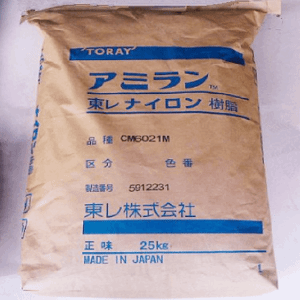 TORAY
アミラン TM
東レ ナイロン 樹脂
品種 CM6021M
区分 色番
製造番号 5912231
東レ株式会社
正味 25kg
MADE IN JAPAN